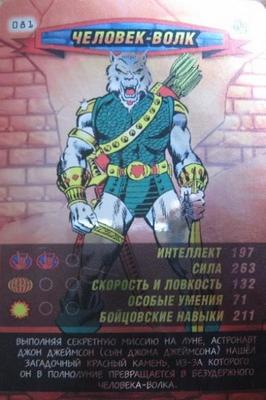 081
ЧЕЛОВЕК-ВОЛК
ИНТЕЛЛЕКТ 197
СИЛА 263
СКОРОСТЬ И ЛОВКОСТЬ 132
ОСОБЫЕ УМЕНИЯ 71
БОЙЦОВСКИЕ НАВЫКИ 211
ВЫПОЛНЯЯ СЕКРЕТНУЮ МИССИЮ НА ЛУНЕ, АСТРОНАВТ
ДЖОН ДЖЕЙМСОН (СЫН ДЖОНА ДЖЕЙМСОНА) НАШЁЛ
ЗАГАДОЧНЫЙ КРАСНЫЙ КАМЕНЬ, ИЗ-ЗА КОТОРОГО
ОН В ПОЛНОЛУНИЕ ПРЕВРАЩАЕТСЯ В БЕЗУДЕРЖНОГО
ЧЕЛОВЕКА-ВОЛКА.